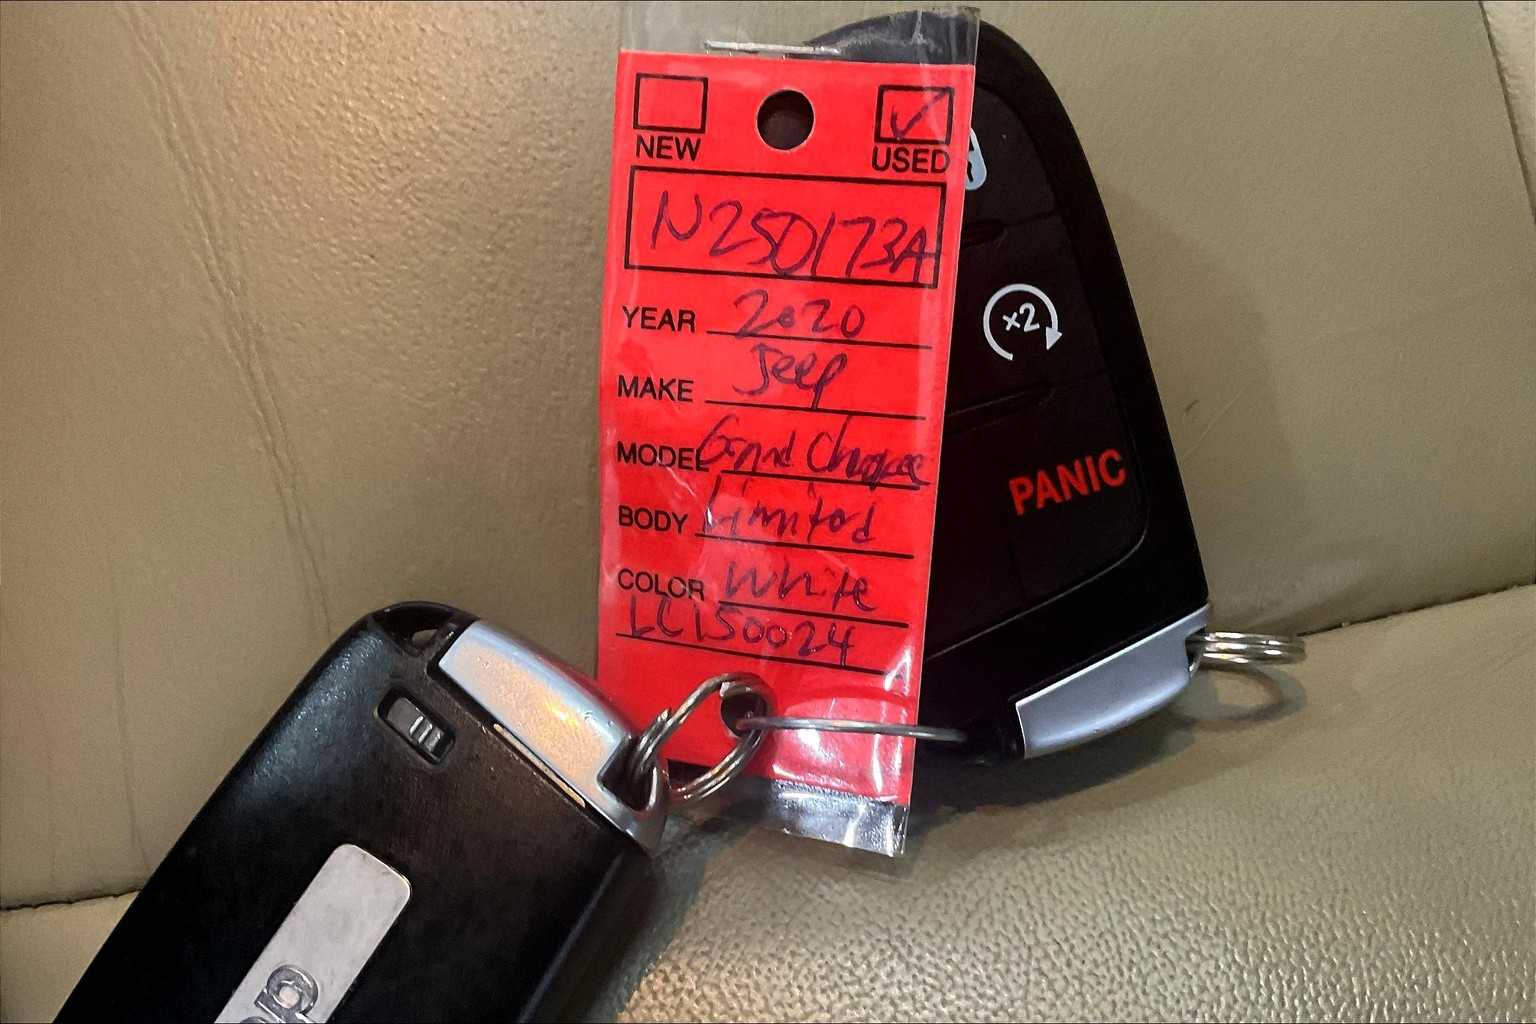 NEW USED
N250173A
YEAR 2020
MAKE Jeep
MODEL Grand Cherokee
BODY Limited
COLOR White
LC150024
x2
PANIC